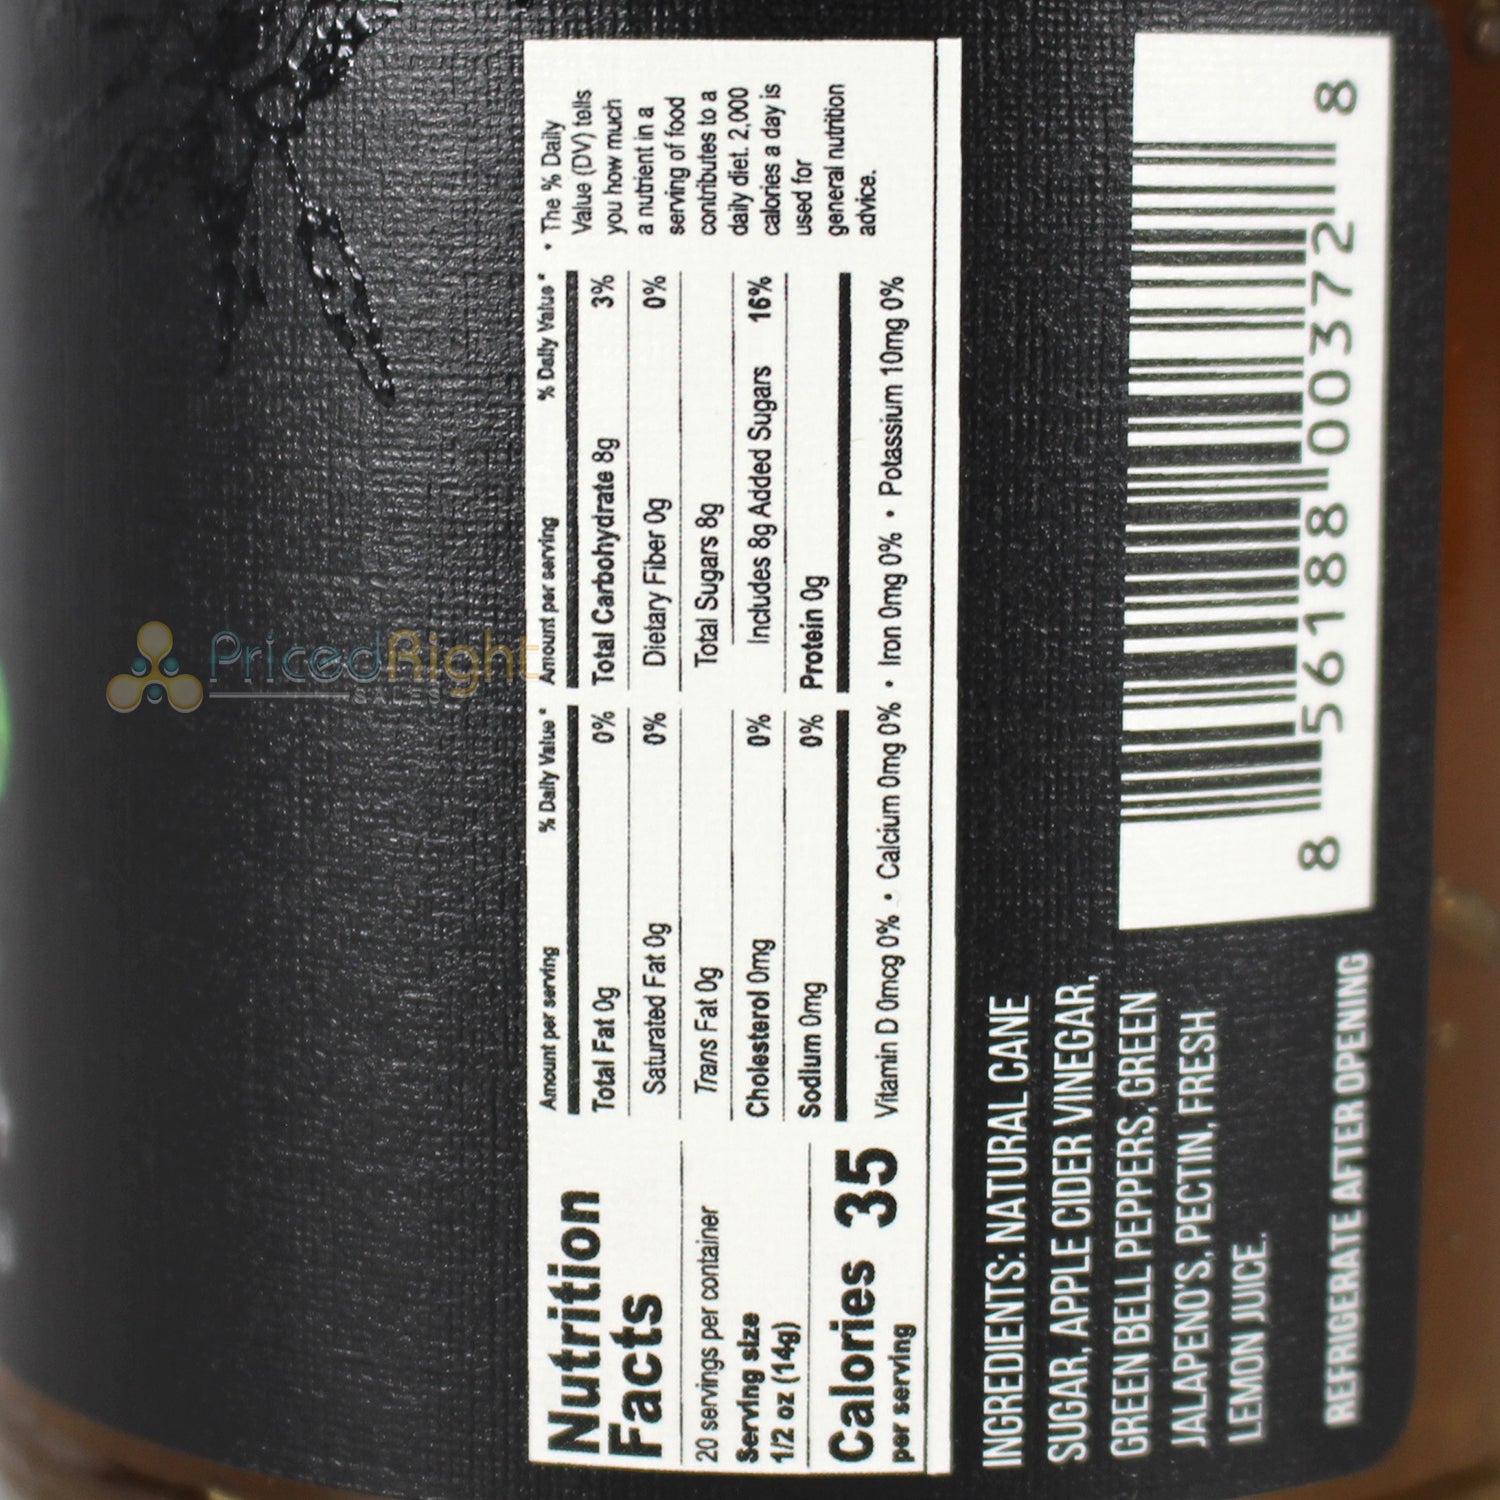 Nutrition
Facts
20 servings per container
Serving size
1/2 oz (14g)
Calories 35
per serving
Amount per serving % Daily Value *
Total Fat 0g 0%
Saturated Fat 0g 0%
Trans Fat 0g
Cholesterol 0mg 0%
Sodium 0mg 0%
Amount per serving % Daily Value *
Total Carbohydrate 8g 3%
Dietary Fiber 0g 0%
Total Sugars 8g
Includes 8g Added Sugars 16%
Protein 0g
Vitamin D 0mcg 0% • Calcium 0mg 0% • Iron 0mg 0% • Potassium 10mg 0%
* The % Daily
Value (DV) tells
you how much
a nutrient in a
serving of food
contributes to a
daily diet. 2,000
calories a day is
used for
general nutrition
advice.
INGREDIENTS: NATURAL CANE
SUGAR, APPLE CIDER VINEGAR,
GREEN BELL PEPPERS, GREEN
JALAPENO'S, PECTIN, FRESH
LEMON JUICE.
REFRIGERATE AFTER OPENING
8 56188 00372 8
PricedRight